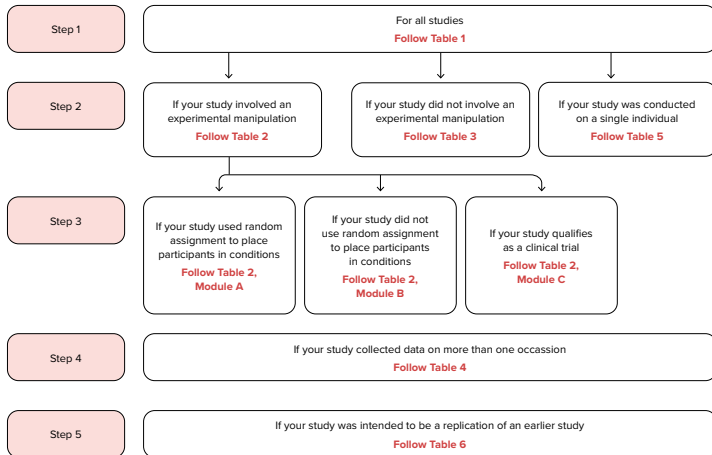 Step 1
For all studies
Follow Table 1
Step 2
If your study involved an
experimental manipulation
Follow Table 2
If your study did not involve an
experimental manipulation
Follow Table 3
If your study was conducted
on a single individual
Follow Table 5
Step 3
If your study used random
assignment to place
participants in conditions
Follow Table 2,
Module A
If your study did not
use random assignment
to place participants
in conditions
Follow Table 2,
Module B
If your study qualifies
as a clinical trial
Follow Table 2,
Module C
Step 4
If your study collected data on more than one occassion
Follow Table 4
Step 5
If your study was intended to be a replication of an earlier study
Follow Table 6